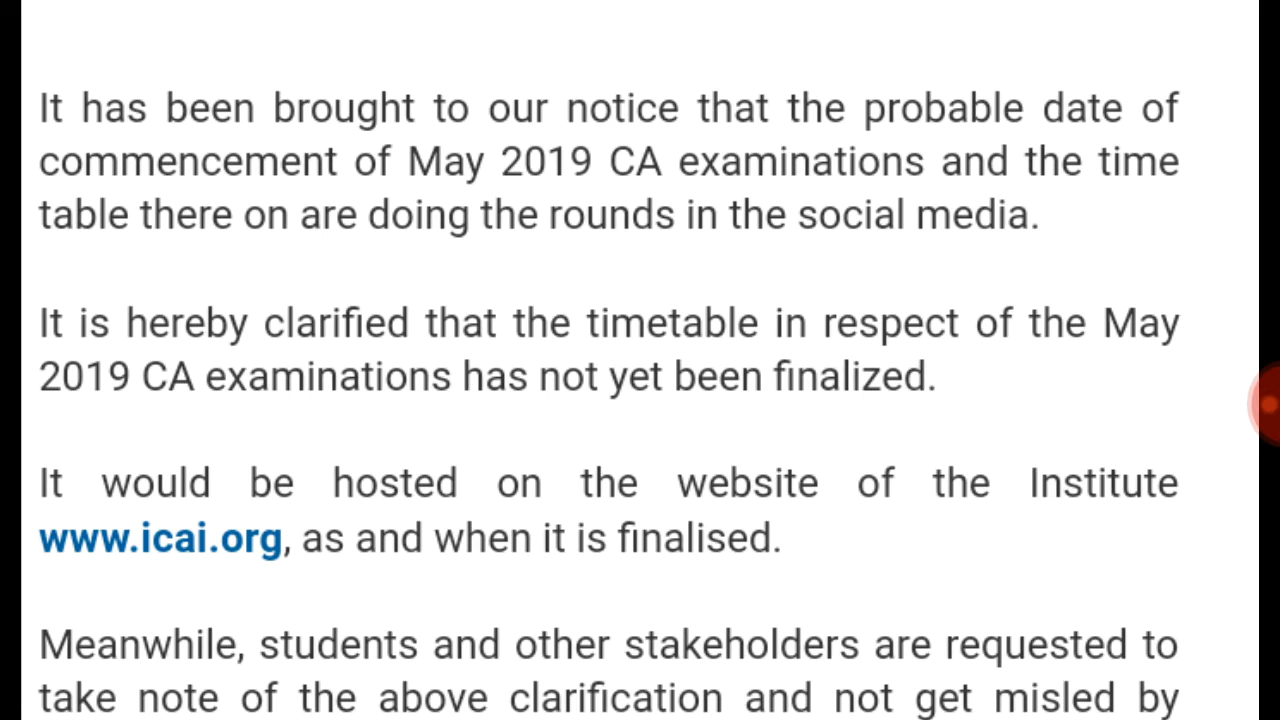 It has been brought to our notice that the probable date of
commencement of May 2019 CA examinations and the time
table there on are doing the rounds in the social media.
It is hereby clarified that the timetable in respect of the May
2019 CA examinations has not yet been finalized.
It would be hosted on the website of the Institute
www.icai.org, as and when it is finalised.
Meanwhile, students and other stakeholders are requested to
take note of the above clarification and not get misled by